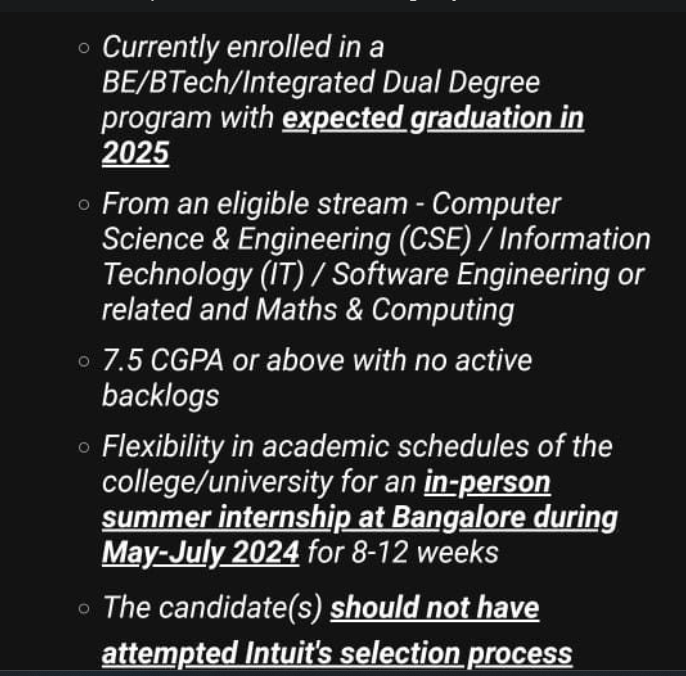 Currently enrolled in a
BE/BTech/Integrated Dual Degree
program with expected graduation in
2025
From an eligible stream - Computer
Science & Engineering (CSE) / Information
Technology (IT) / Software Engineering or
related and Maths & Computing
7.5 CGPA or above with no active
backlogs
Flexibility in academic schedules of the
college/university for an in-person
summer internship at Bangalore during
May-July 2024 for 8-12 weeks
The candidate(s) should not have
attempted Intuit's selection process